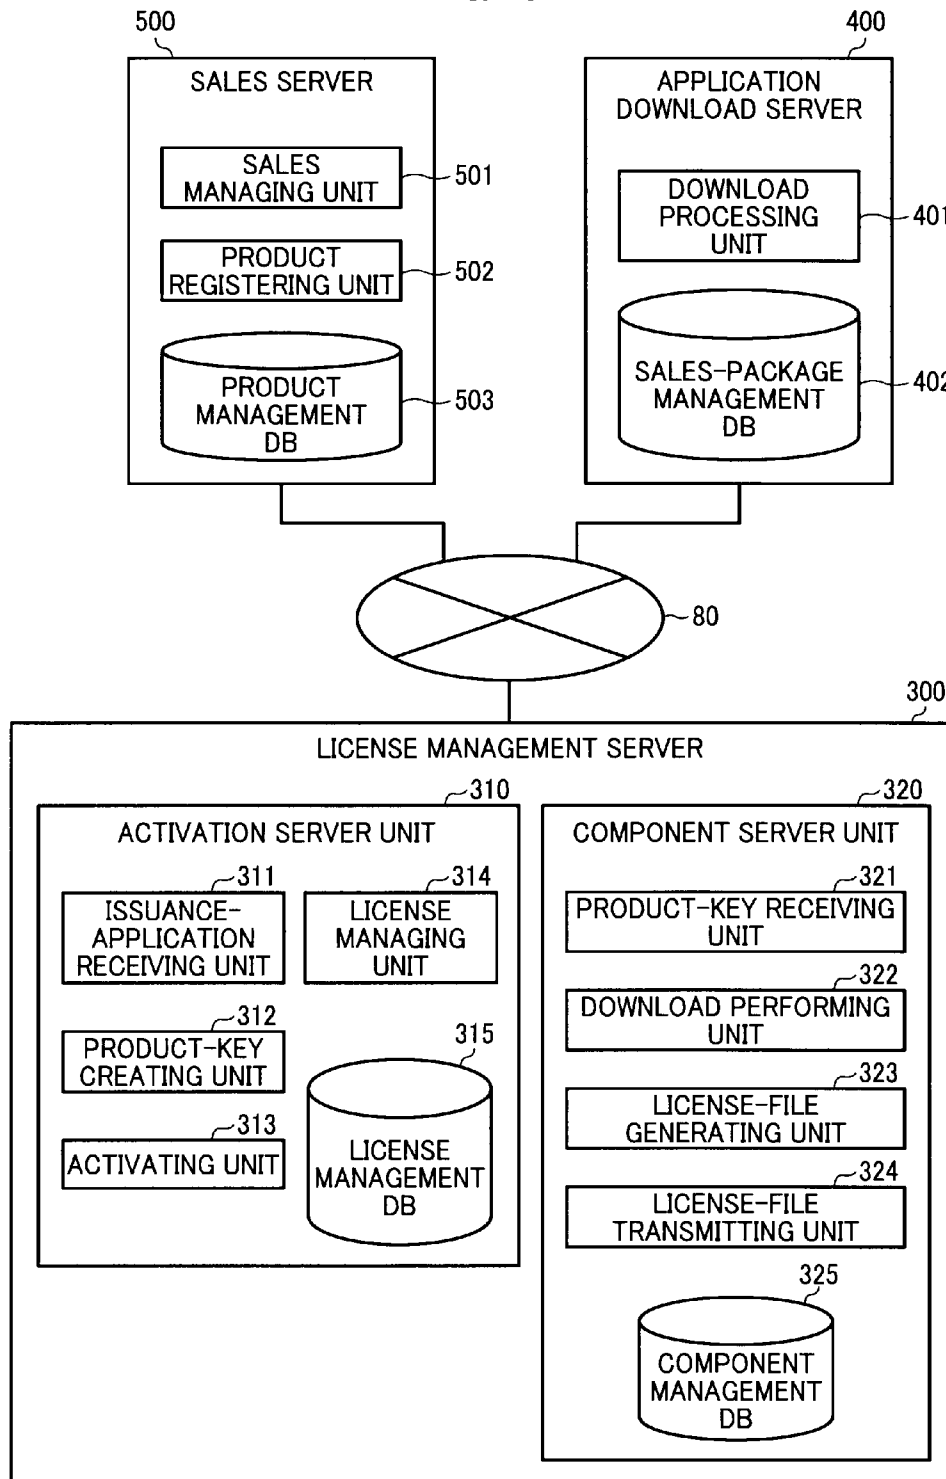 500
SALES SERVER
SALES
MANAGING UNIT
501
PRODUCT
REGISTERING UNIT
502
PRODUCT
MANAGEMENT
DB
503
400
APPLICATION
DOWNLOAD SERVER
DOWNLOAD
PROCESSING
UNIT
401
SALES-PACKAGE
MANAGEMENT
DB
402
80
300
LICENSE MANAGEMENT SERVER
310
ACTIVATION SERVER UNIT
311
ISSUANCE-
APPLICATION
RECEIVING UNIT
314
LICENSE
MANAGING
UNIT
312
PRODUCT-KEY
CREATING UNIT
313
ACTIVATING UNIT
315
LICENSE
MANAGEMENT
DB
320
COMPONENT SERVER UNIT
321
PRODUCT-KEY RECEIVING
UNIT
322
DOWNLOAD PERFORMING
UNIT
323
LICENSE-FILE
GENERATING UNIT
324
LICENSE-FILE
TRANSMITTING UNIT
325
COMPONENT
MANAGEMENT
DB